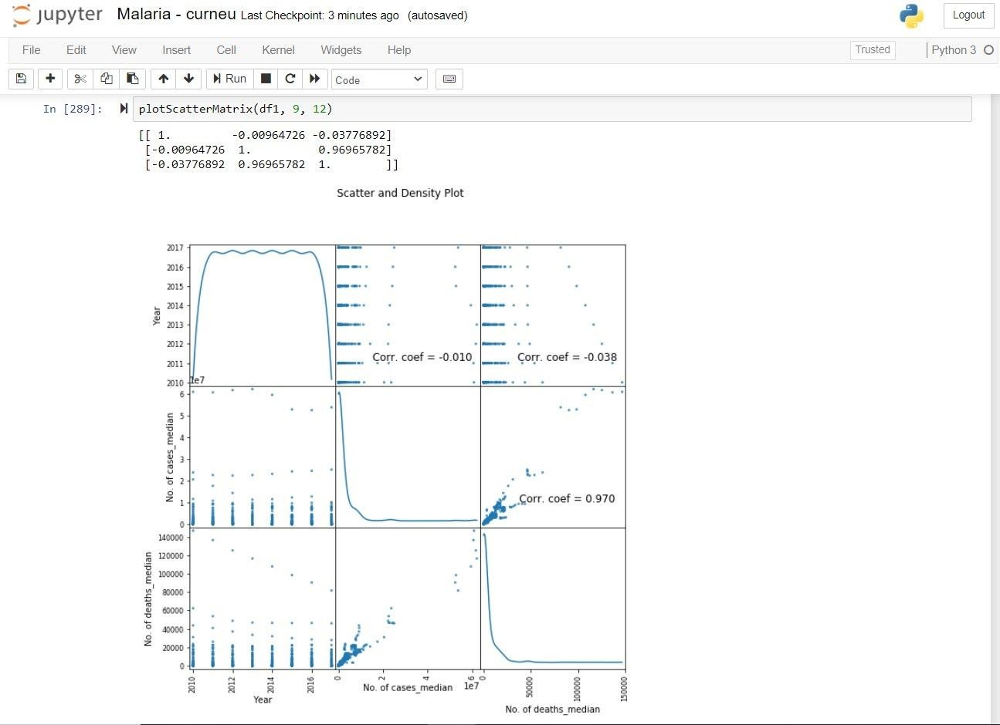 jupyter Malaria - curneu Last Checkpoint: 3 minutes ago (autosaved) Logout
File Edit View Insert Cell Kernel Widgets Help Trusted Python 3
Run Code
In [289]: plotScatterMatrix(df1, 9, 12)
[[ 1. -0.00964726 -0.03776892]
[-0.00964726 1. 0.96965782]
[-0.03776892 0.96965782 1. ]]
Scatter and Density Plot
2017
2016
2015
2014
2013
2012
2011
2010
Year
Corr. coef = -0.010
Corr. coef = -0.038
1e7
6
5
4
3
2
1
0
No. of cases_median
Corr. coef = 0.970
140000
120000
100000
80000
60000
40000
20000
0
No. of deaths_median
2010 2012 2014 2016
Year
0 2 4 6
1e7
No. of cases_median
0 50000 100000 150000
No. of deaths_median